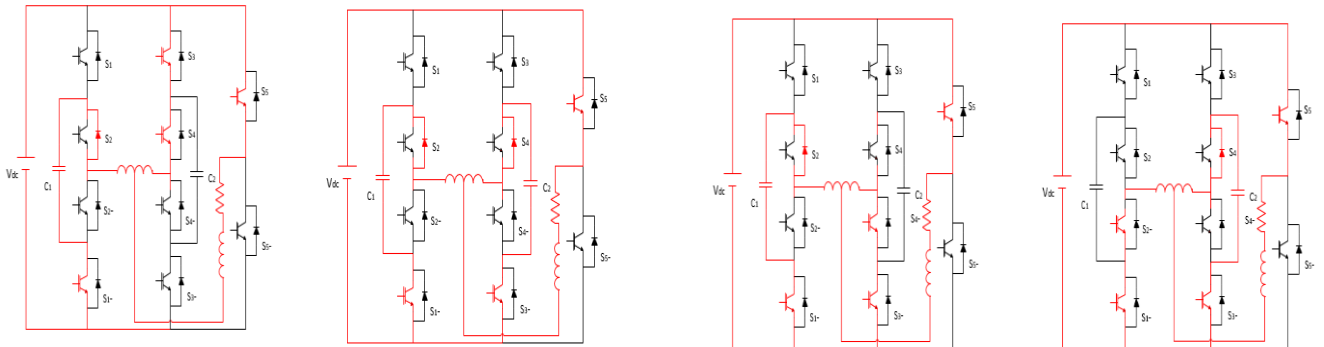 S1
S3
S5
S2
S4
C1
C2
Vdc
S2-
S4-
S5-
S1-
S3-
S1
S3
S5
S2
S4
C1
C2
Vdc
S2-
S4-
S5-
S1-
S3-
S1
S3
S5
S2
S4
C1
C2
Vdc
S4-
S2-
S5-
S1-
S3-
S1
S3
S5
S2
S4
C1
C2
Vdc
S4-
S2-
S5-
S1-
S3-